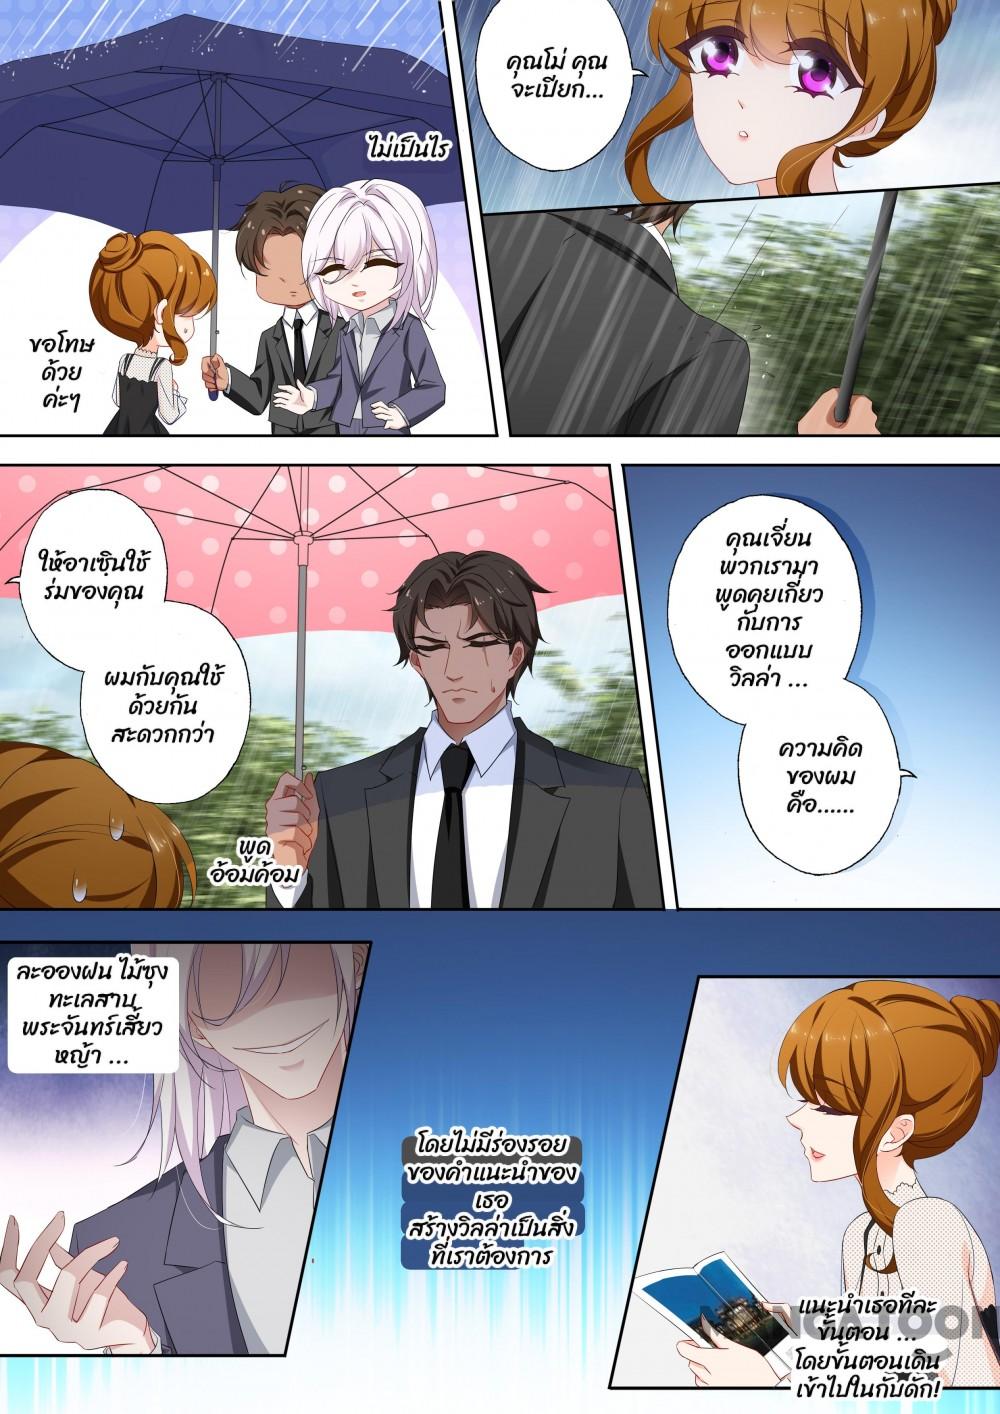 คุณโม่ คุณ
จะเปียก...
ไม่เป็นไร
ขอโทษ
ด้วย
ค่ะๆ
ให้อาเซินใช้
ร่มของคุณ
ผมกับคุณใช้
ด้วยกัน
สะดวกกว่า
พูด
อ้อมค้อม
คุณเจี่ยน
พวกเรามา
พูดคุยเกี่ยว
กับการ
ออกแบบ
วิลล่า ...
ความคิด
ของผม
คือ......
ละอองฝน ไม้ซุง
ทะเลสาบ
พระจันทร์เสี้ยว
หญ้า ...
โดยไม่มีร่องรอย
ของคำแนะนำของ
เธอ
สร้างวิลล่าเป็นสิ่ง
ที่เราต้องการ
แนะนำเธอทีละ
ขั้นตอน ...
โดยขั้นตอนเดิน
เข้าไปในกับดัก!